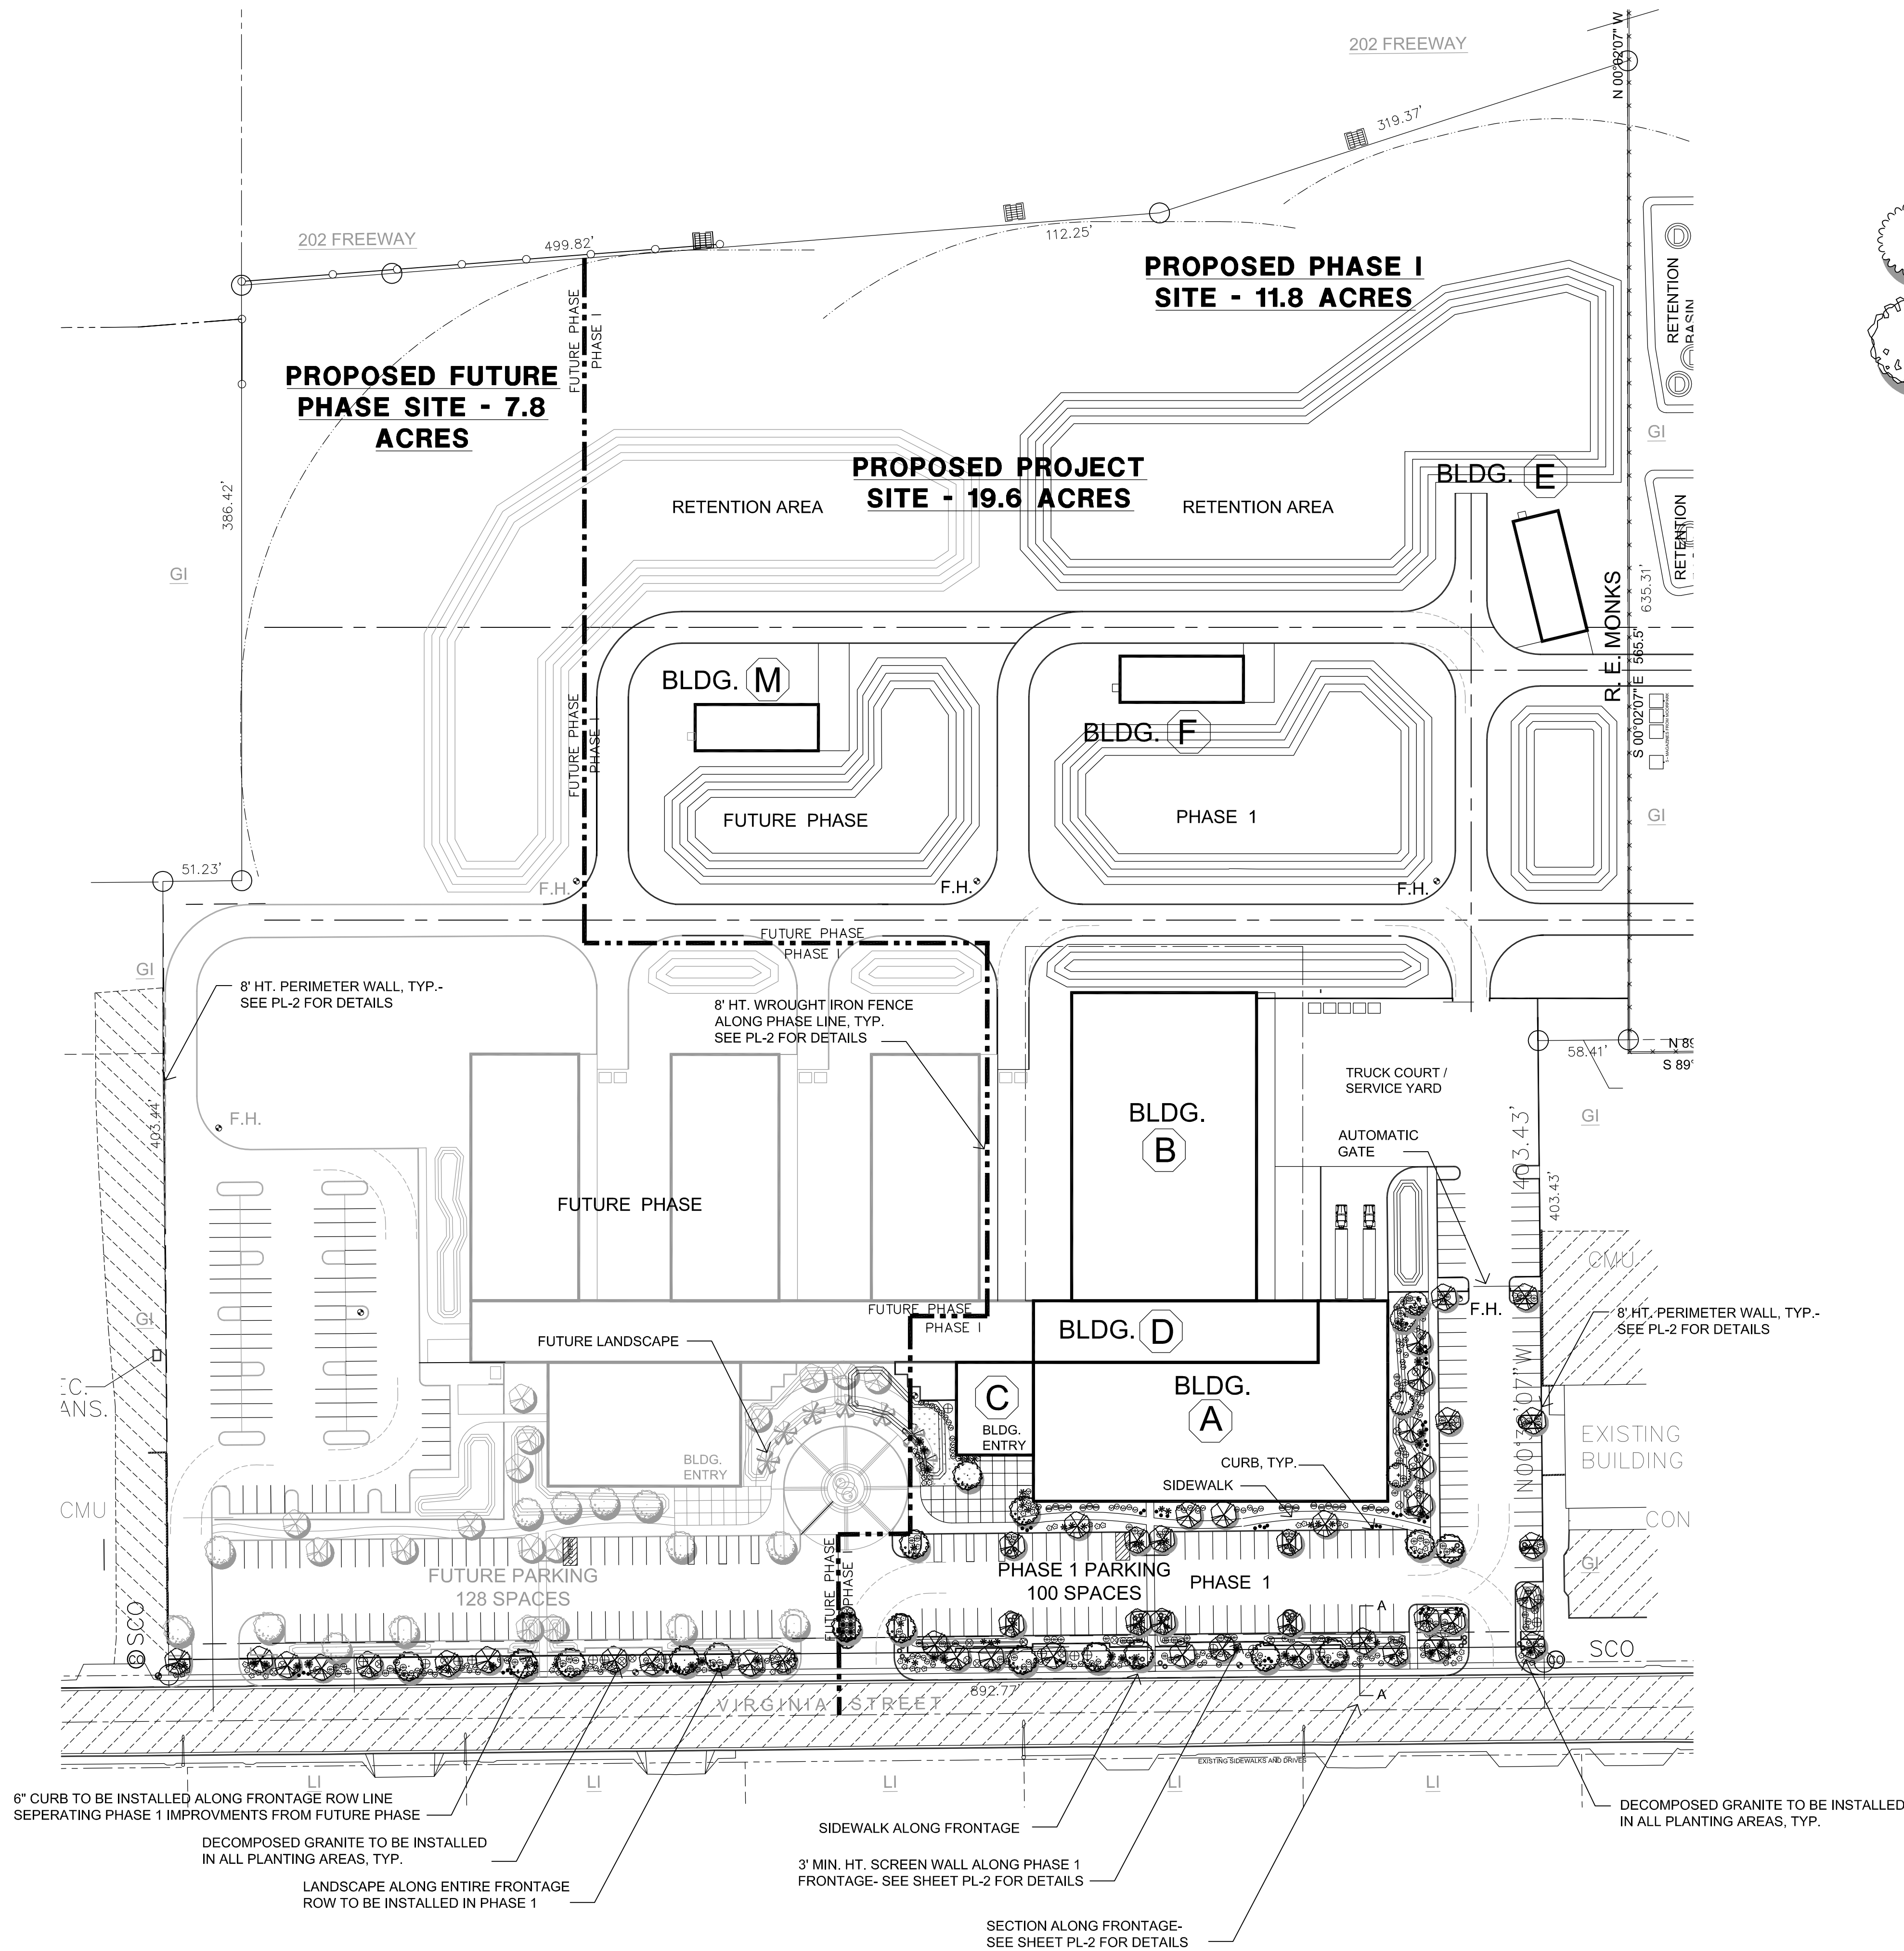 202 FREEWAY
N 00°02'07" W
319.37'
202 FREEWAY
499.82'
112.25'
PROPOSED PHASE I
SITE - 11.8 ACRES
RETENTION
BASIN
D
D
FUTURE PHASE
PHASE I
PROPOSED FUTURE
PHASE SITE - 7.8
ACRES
GI
PROPOSED PROJECT
SITE - 19.6 ACRES
BLDG. E
386.42'
RETENTION AREA
RETENTION AREA
RETENTION
GI
R. E. MONKS
635.31'
S 00°02'07" E 565.5'
BLDG. M
FUTURE PHASE
PHASE I
BLDG. F
FUTURE PHASE
PHASE 1
GI
51.23'
F.H.
F.H.
F.H.
FUTURE PHASE
PHASE I
GI
8' HT. PERIMETER WALL, TYP.-
SEE PL-2 FOR DETAILS
8' HT. WROUGHT IRON FENCE
ALONG PHASE LINE, TYP.
SEE PL-2 FOR DETAILS
58.41'
N 89
S 89°
TRUCK COURT /
SERVICE YARD
403.44'
F.H.
BLDG.
B
AUTOMATIC
GATE
403.43'
403.43'
GI
FUTURE PHASE
CMU
GI
FUTURE PHASE
PHASE I
F.H.
8' HT. PERIMETER WALL, TYP.-
SEE PL-2 FOR DETAILS
FUTURE LANDSCAPE
BLDG. D
EC.
ANS.
C
BLDG.
ENTRY
BLDG.
A
EXISTING
BUILDING
BLDG.
ENTRY
CURB, TYP.
SIDEWALK
CMU
CON
GI
FUTURE PARKING
128 SPACES
FUTURE PHASE
PHASE I
PHASE 1 PARKING
100 SPACES
PHASE 1
A
SCO
SCO
CO
A
VIRGINIA STREET
892.77'
EXISTING SIDEWALKS AND DRIVES
LI
LI
LI
LI
LI
6" CURB TO BE INSTALLED ALONG FRONTAGE ROW LINE
SEPERATING PHASE 1 IMPROVMENTS FROM FUTURE PHASE
DECOMPOSED GRANITE TO BE INSTALLED
IN ALL PLANTING AREAS, TYP.
SIDEWALK ALONG FRONTAGE
DECOMPOSED GRANITE TO BE INSTALLED
IN ALL PLANTING AREAS, TYP.
3' MIN. HT. SCREEN WALL ALONG PHASE 1
FRONTAGE- SEE SHEET PL-2 FOR DETAILS
LANDSCAPE ALONG ENTIRE FRONTAGE
ROW TO BE INSTALLED IN PHASE 1
SECTION ALONG FRONTAGE-
SEE SHEET PL-2 FOR DETAILS